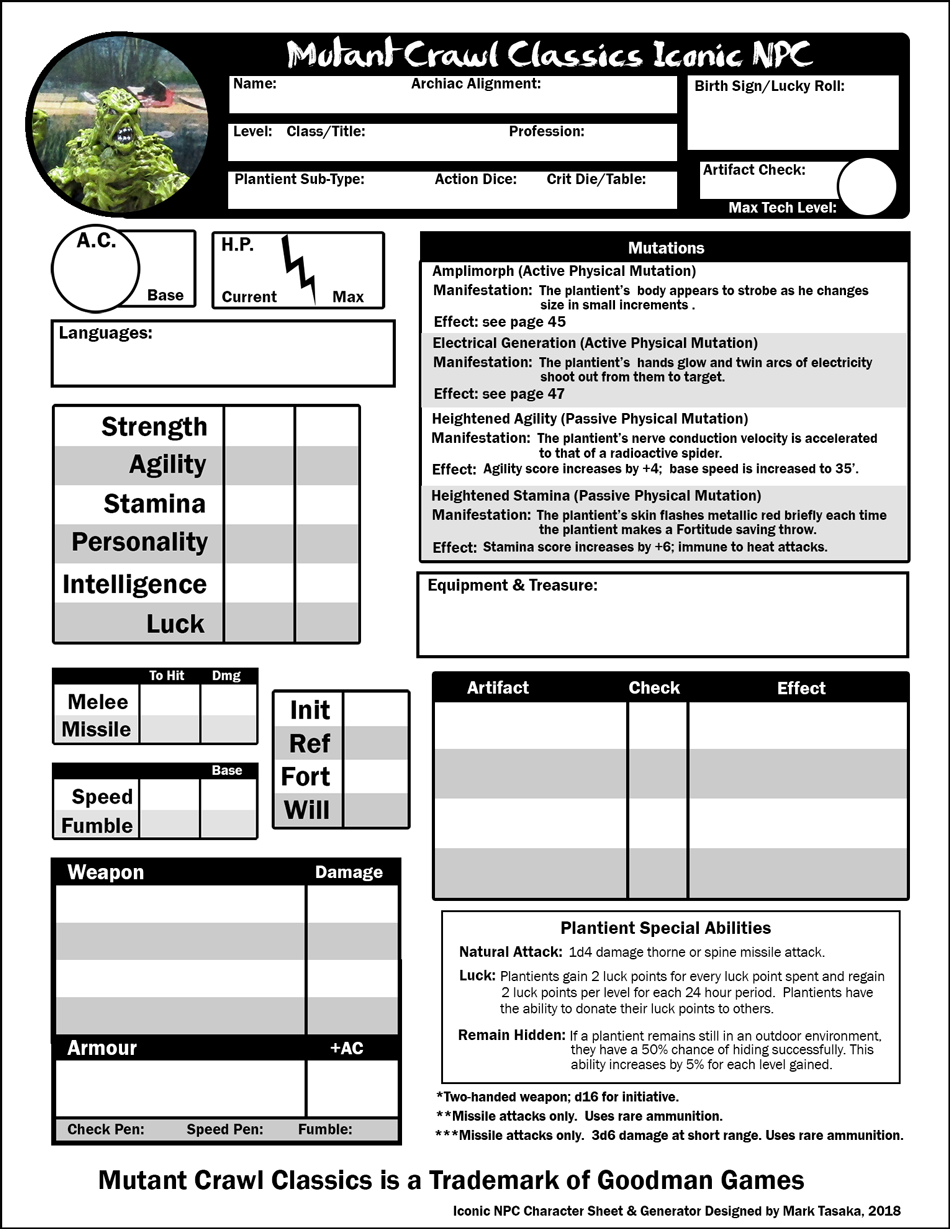 Mutant Crawl Classics Iconic NPC
Name: Archiac Alignment:
Birth Sign/Lucky Roll:
Level: Class/Title: Profession:
Artifact Check:
Plantient Sub-Type: Action Dice: Crit Die/Table:
Max Tech Level:
A.C.
Base
H.P.
Current Max
Languages:
Strength
Agility
Stamina
Personality
Intelligence
Luck
To Hit Dmg
Melee
Missile
Base
Speed
Fumble
Init
Ref
Fort
Will
Weapon Damage
Armour +AC
Check Pen: Speed Pen: Fumble:
Mutations
Amplimorph (Active Physical Mutation)
Manifestation: The plantient's body appears to strobe as he changes
size in small increments .
Effect: see page 45
Electrical Generation (Active Physical Mutation)
Manifestation: The plantient's hands glow and twin arcs of electricity
shoot out from them to target.
Effect: see page 47
Heightened Agility (Passive Physical Mutation)
Manifestation: The plantient's nerve conduction velocity is accelerated
to that of a radioactive spider.
Effect: Agility score increases by +4; base speed is increased to 35'.
Heightened Stamina (Passive Physical Mutation)
Manifestation: The plantient's skin flashes metallic red briefly each time
the plantient makes a Fortitude saving throw.
Effect: Stamina score increases by +6; immune to heat attacks.
Equipment & Treasure:
Artifact Check Effect
Plantient Special Abilities
Natural Attack: 1d4 damage thorne or spine missile attack.
Luck: Plantients gain 2 luck points for every luck point spent and regain
2 luck points per level for each 24 hour period. Plantients have
the ability to donate their luck points to others.
Remain Hidden: If a plantient remains still in an outdoor environment,
they have a 50% chance of hiding successfully. This
ability increases by 5% for each level gained.
*Two-handed weapon; d16 for initiative.
**Missile attacks only. Uses rare ammunition.
***Missile attacks only. 3d6 damage at short range. Uses rare ammunition.
Mutant Crawl Classics is a Trademark of Goodman Games
Iconic NPC Character Sheet & Generator Designed by Mark Tasaka, 2018